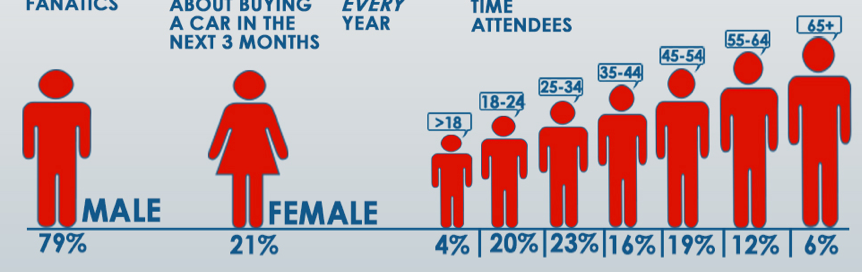 FANATICS
ABOUT BUYING
A CAR IN THE
NEXT 3 MONTHS
EVERY
YEAR
TIME
ATTENDEES
MALE
79%
FEMALE
21%
>18
18-24
25-34
35-44
45-54
55-64
65+
4% | 20% | 23% | 16% | 19% | 12% | 6%